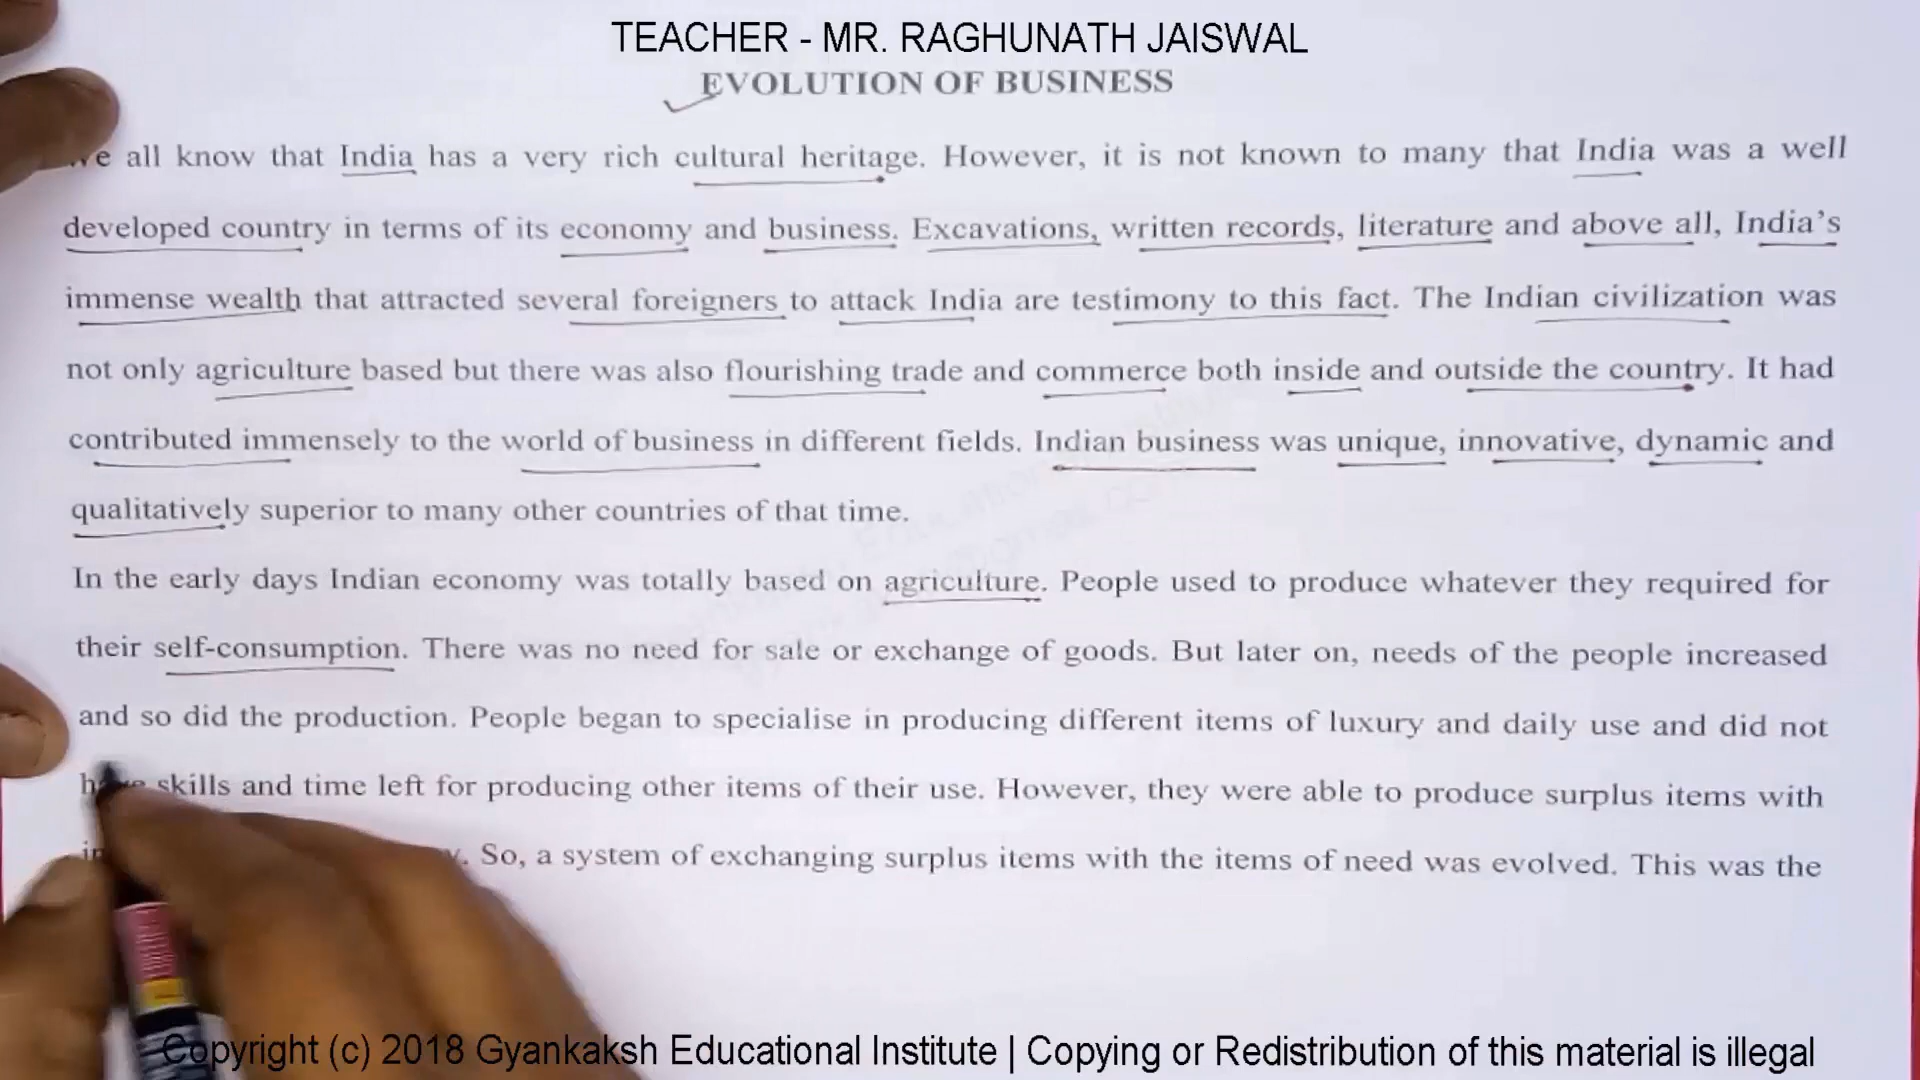 TEACHER - MR. RAGHUNATH JAISWAL
EVOLUTION OF BUSINESS
all know that India has a very rich cultural heritage. However, it is not known to many that India was a well
developed country in terms of its economy and business. Excavations, written records, literature and above all, India's
immense wealth that attracted several foreigners to attack India are testimony to this fact. The Indian civilization was
not only agriculture based but there was also flourishing trade and commerce both inside and outside the country. It had
contributed immensely to the world of business in different fields. Indian business was unique, innovative, dynamic and
qualitatively superior to many other countries of that time.
In the early days Indian economy was totally based on agriculture. People used to produce whatever they required for
their self-consumption. There was no need for sale or exchange of goods. But later on, needs of the people increased
and so did the production. People began to specialise in producing different items of luxury and daily use and did not
skills and time left for producing other items of their use. However, they were able to produce surplus items with
So, a system of exchanging surplus items with the items of need was evolved. This was the
Copyright (c) 2018 Gyankaksh Educational Institute | Copying or Redistribution of this material is illegal